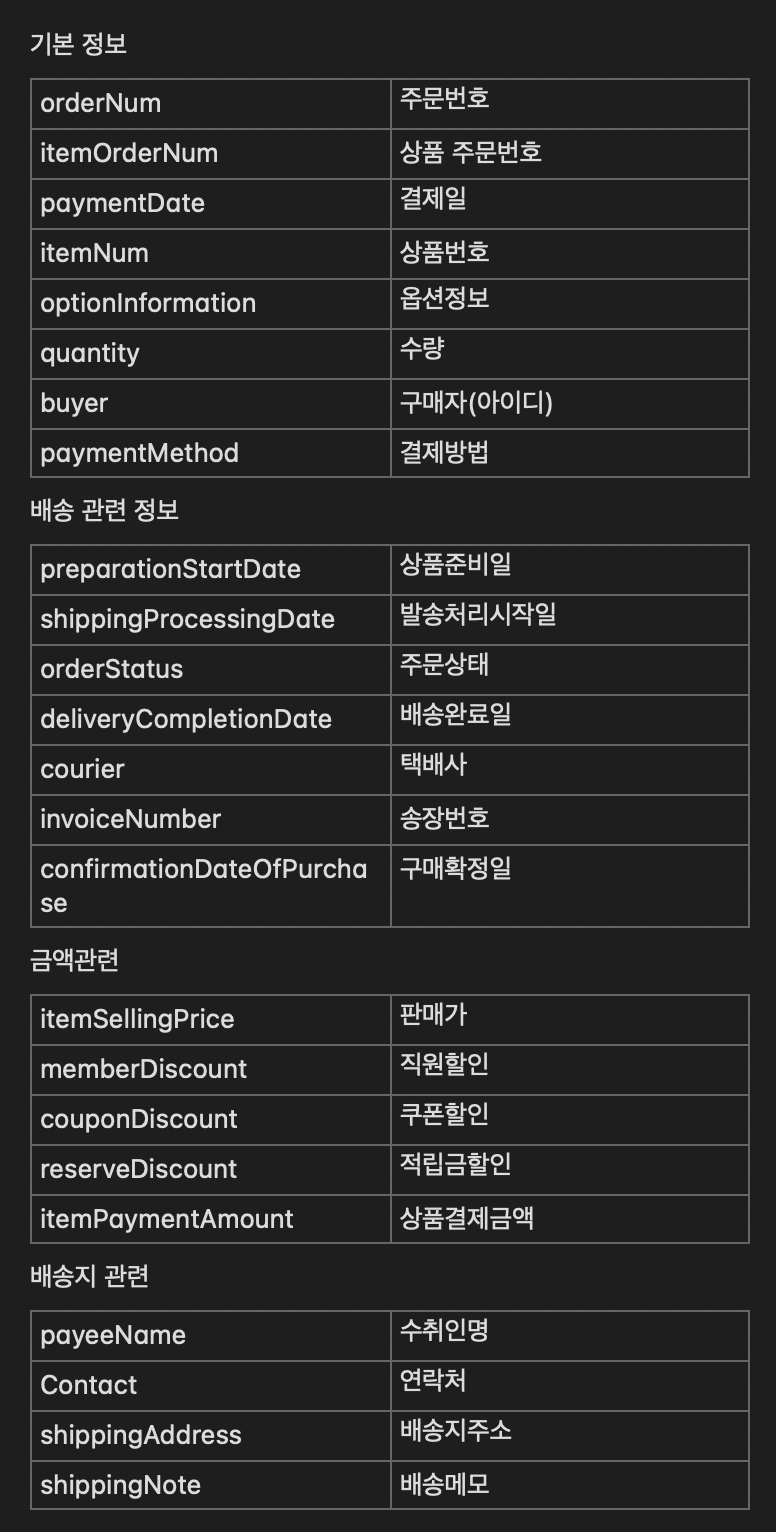 기본 정보
orderNum 주문번호
itemOrderNum 상품 주문번호
paymentDate 결제일
itemNum 상품번호
optionInformation 옵션정보
quantity 수량
buyer 구매자(아이디)
paymentMethod 결제방법
배송 관련 정보
preparationStartDate 상품준비일
shippingProcessingDate 발송처리시작일
orderStatus 주문상태
deliveryCompletionDate 배송완료일
courier 택배사
invoiceNumber 송장번호
confirmationDateOfPurcha 구매확정일
se
금액관련
itemSellingPrice 판매가
memberDiscount 직원할인
couponDiscount 쿠폰할인
reserveDiscount 적립금할인
itemPaymentAmount 상품결제금액
배송지 관련
payeeName 수취인명
Contact 연락처
shippingAddress 배송지주소
shippingNote 배송메모